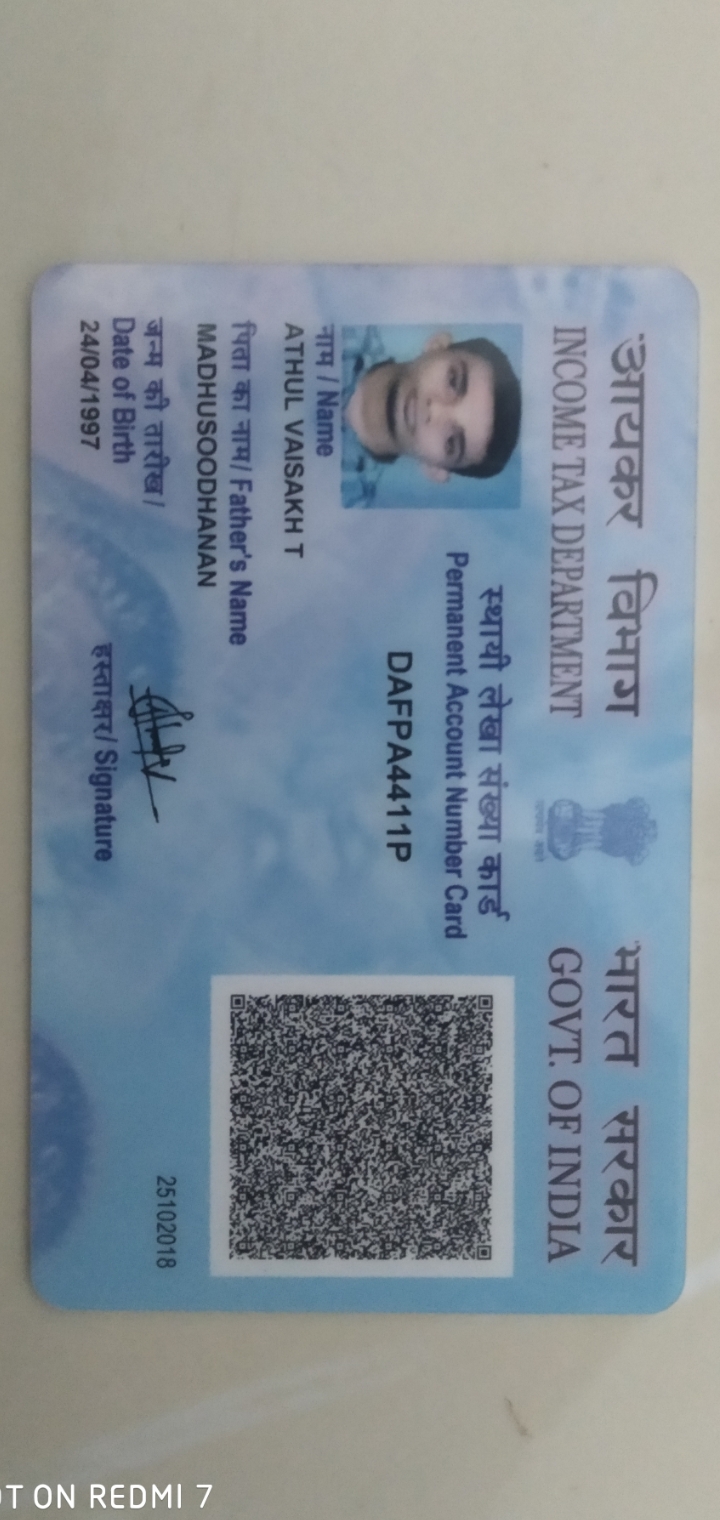 आयकर विभाग
INCOME TAX DEPARTMENT
भारत सरकार
GOVT. OF INDIA
स्थायी लेखा संख्या कार्ड
Permanent Account Number Card
DAFPA4411P
नाम / Name
ATHUL VAISAKH T
पिता का नाम/ Father's Name
MADHUSOODHANAN
जन्म की तारीख /
Date of Birth
24/04/1997
हस्ताक्षर/ Signature
25102018
OT ON REDMI 7